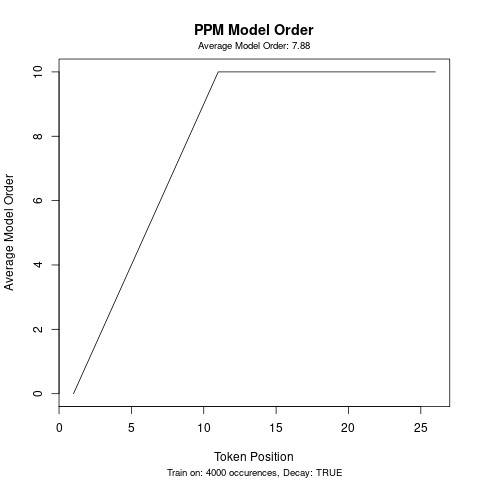 PPM Model Order
Average Model Order: 7.88
Average Model Order
10
8
6
4
2
0
0 5 10 15 20 25
Token Position
Train on: 4000 occurences, Decay: TRUE